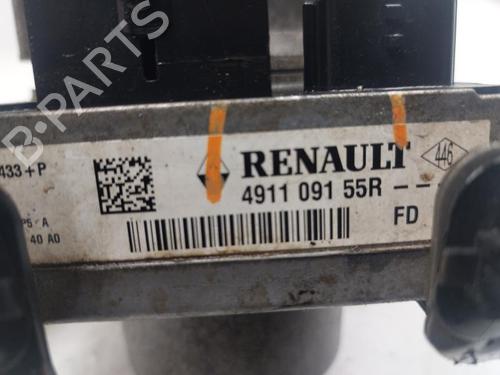 B-PARTS
433+P
RENAULT
446
4911 091 55R - - -
P5 - A
40 A0
FD